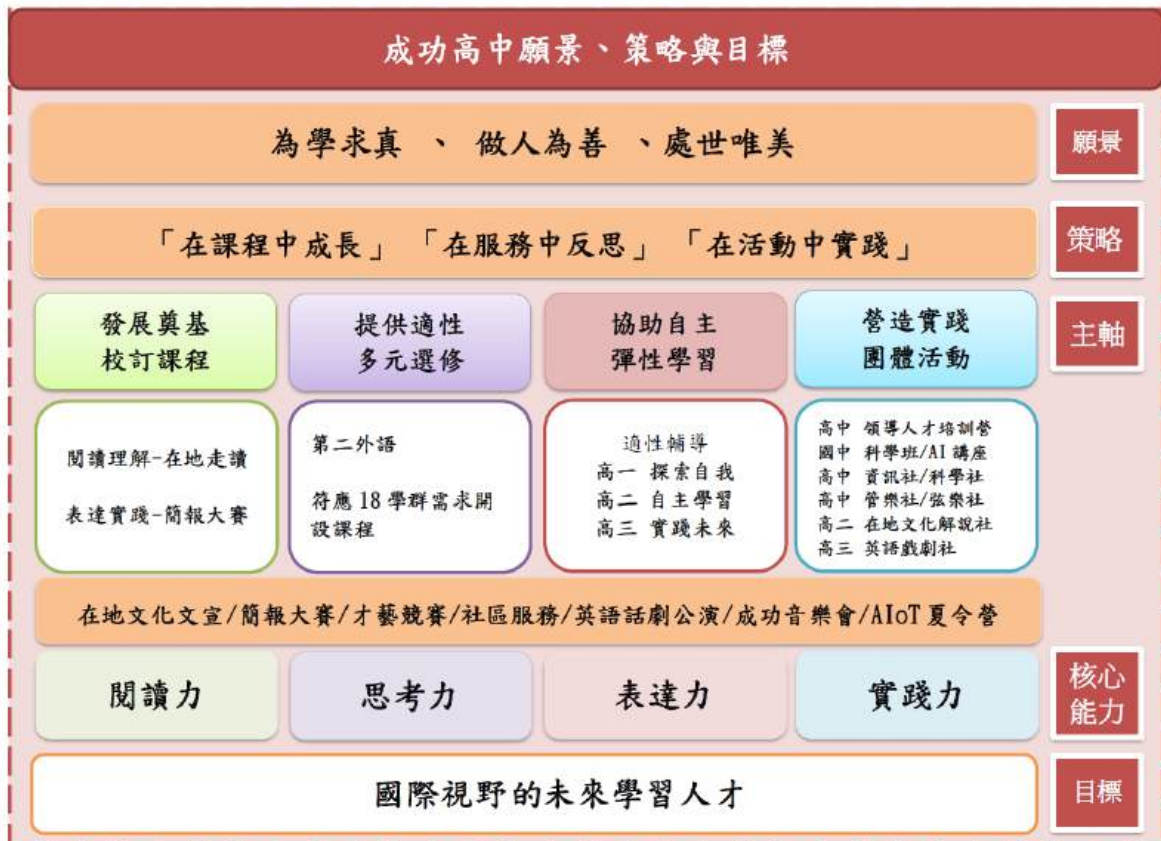 成功高中願景、策略與目標
為學求真 、 做人為善 、處世唯美
願景
「在課程中成長」 「在服務中反思」 「在活動中實踐」
策略
發展奠基
校訂課程
提供適性
多元選修
協助自主
彈性學習
營造實踐
團體活動
主軸
閱讀理解-在地走讀
表達實踐-簡報大賽
第二外語
符應 18 學群需求開
設課程
適性輔導
高一 探索自我
高二 自主學習
高三 實踐未來
高中 領導人才培訓營
國中 科學班/AI 講座
高中 資訊社/科學社
高中 管樂社/弦樂社
高二 在地文化解說社
高三 英語戲劇社
在地文化文宣/簡報大賽/才藝競賽/社區服務/英語話劇公演/成功音樂會/AIoT 夏令營
閱讀力
思考力
表達力
實踐力
核心
能力
國際視野的未來學習人才
目標